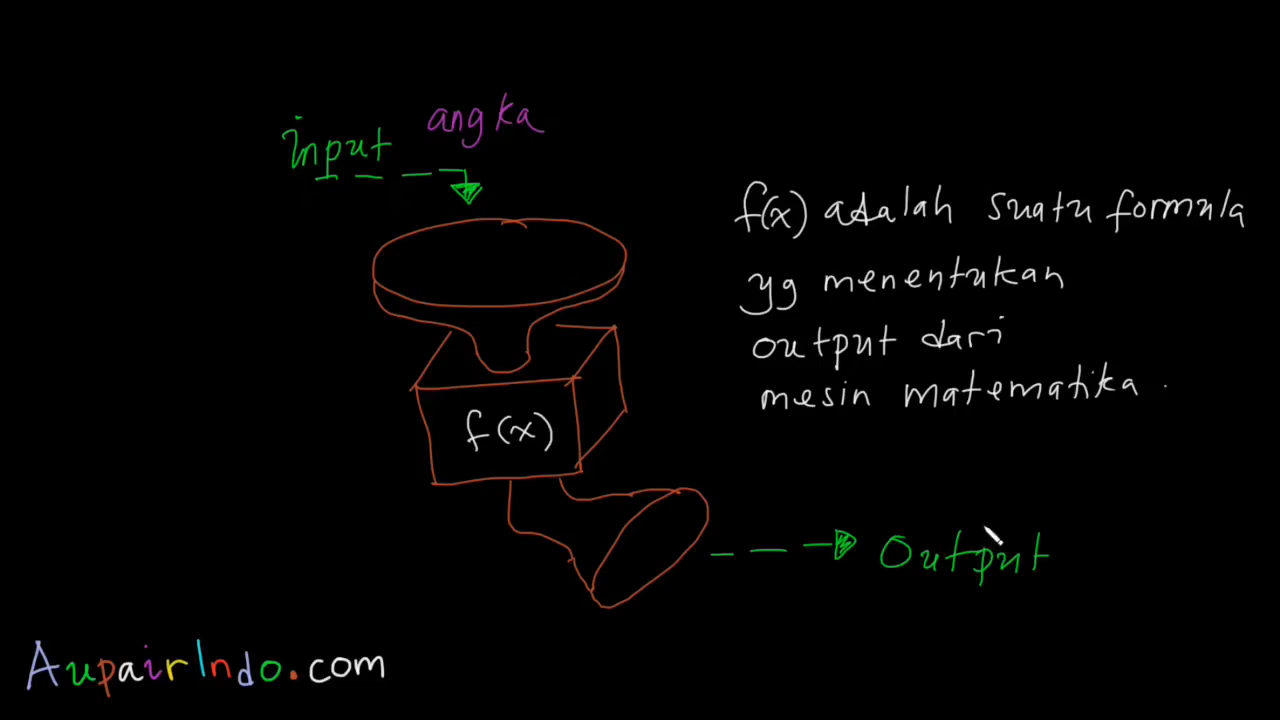 angka
input
f(x) adalah suatu formula
yg menentukan
output dari
mesin matematika.
f(x)
Output
AupairIndo.com